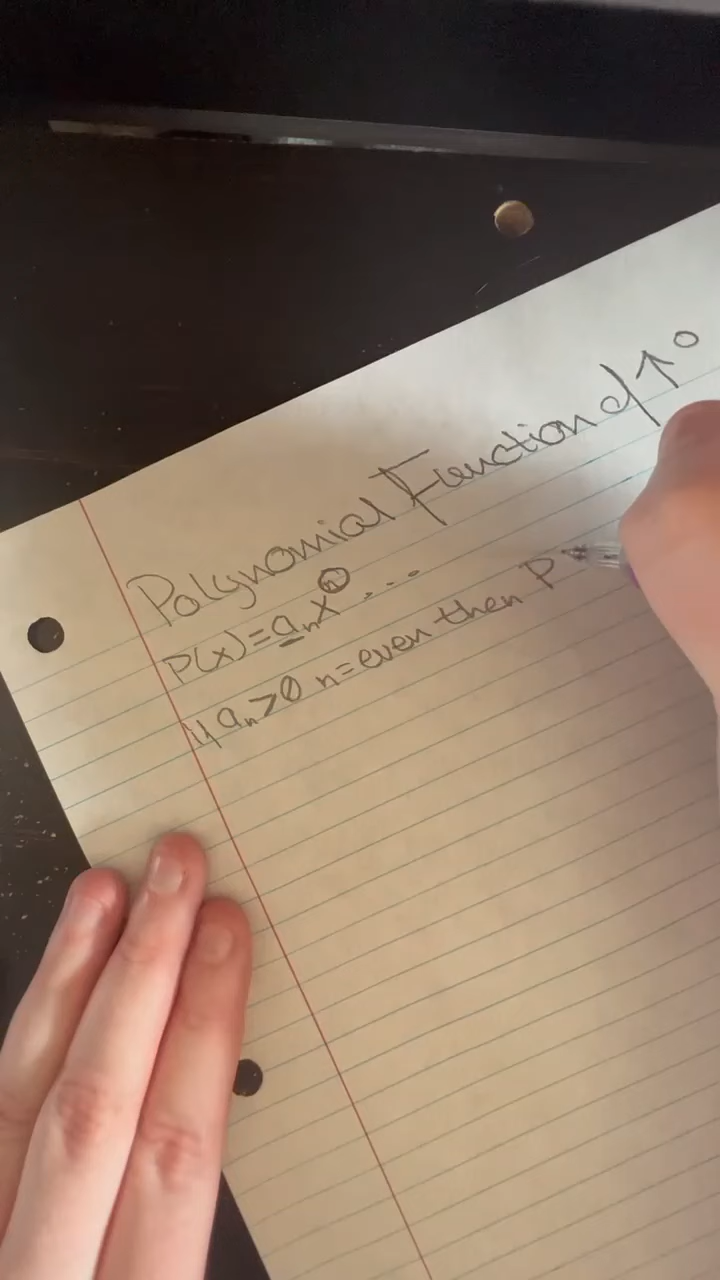 Polynomial Function of ↑°
P(x)=aₙxⁿ...
if aₙ>0 n=even then P